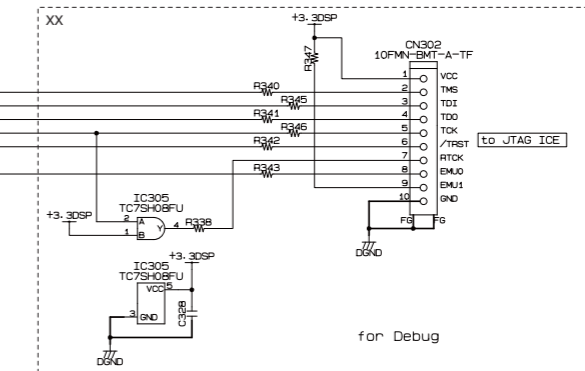 XX
+3.3DSP
CN302
10FMN-BMT-A-TF
R347
1 VCC
R340 2 TMS
R345 3 TDI
R341 4 TDO
R346 5 TCK
R342 6 /TRST
to JTAG ICE
7 RTCK
R343 8 EMU0
9 EMU1
10 GND
IC305
TC7SH08FU
+3.3DSP
2 A
1 B
Y 4 R338
FG FG
DGND
+3.3DSP
IC305
TC7SH08FU
VCC 5
C328
3 GND
DGND
for Debug